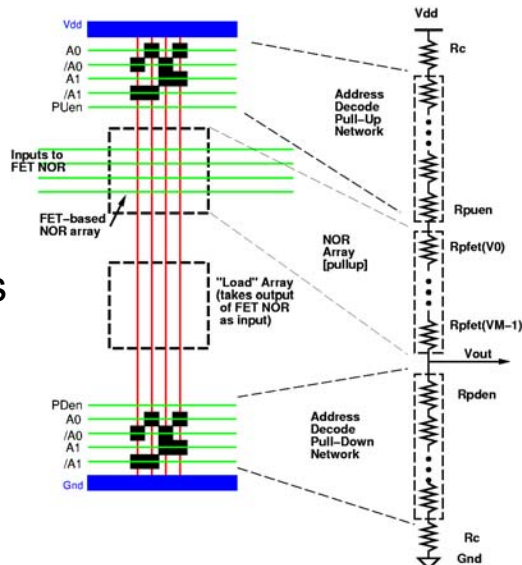 Vdd
A0
/A0
A1
/A1
PUen
Inputs to
FET NOR
FET-based
NOR array
s
"Load" Array
(takes output
of FET NOR
as input)
PDen
A0
/A0
A1
/A1
Gnd
Address
Decode
Pull-Up
Network
NOR
Array
[pullup]
Address
Decode
Pull-Down
Network
Vdd
Rc
Rpuen
Rpfet(V0)
Rpfet(VM-1)
Vout
Rpden
Rc
Gnd